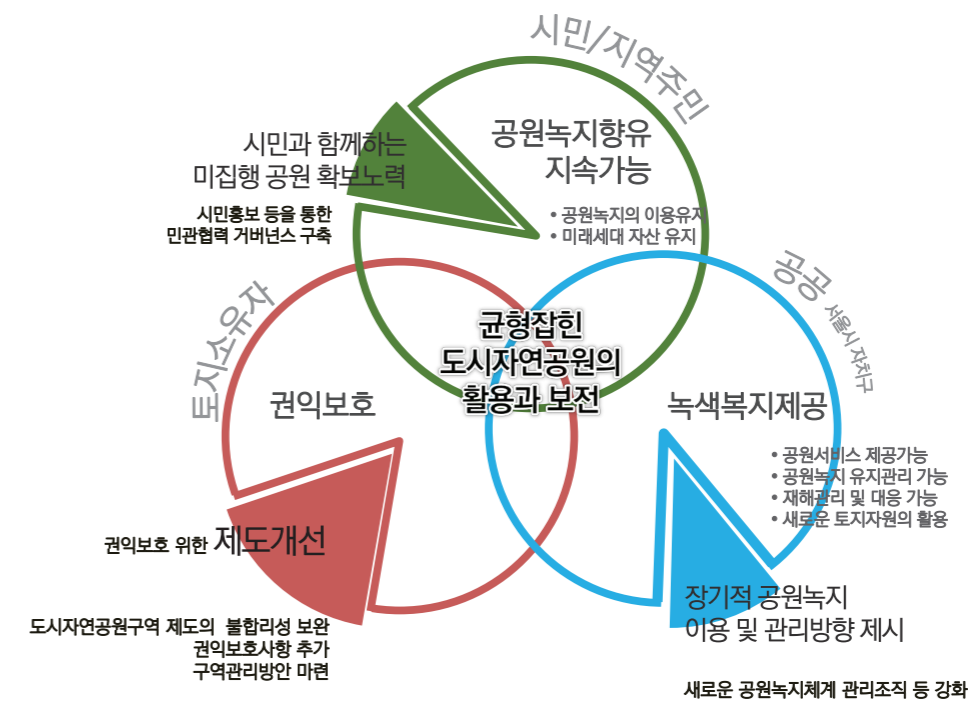 시민/지역주민
시민과 함께하는
미집행 공원 확보노력
시민홍보 등을 통한
민관협력 거버넌스 구축
공원녹지향유
지속가능
• 공원녹지의 이용유지
• 미래세대 자산 유지
토지소유자
권익보호
균형잡힌
도시자연공원의
활용과 보전
공공 서울시 자치구
녹색복지제공
• 공원서비스 제공가능
• 공원녹지 유지관리 가능
• 재해관리 및 대응 가능
• 새로운 토지자원의 활용
권익보호 위한 제도개선
도시자연공원구역 제도의 불합리성 보완
권익보호사항 추가
구역관리방안 마련
장기적 공원녹지
이용 및 관리방향 제시
새로운 공원녹지체계 관리조직 등 강화